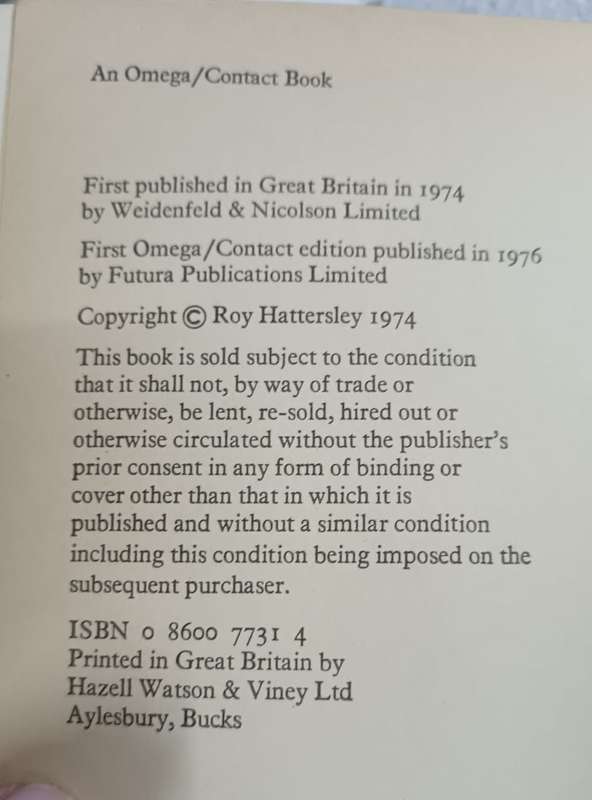 An Omega/Contact Book
First published in Great Britain in 1974
by Weidenfeld & Nicolson Limited
First Omega/Contact edition published in 1976
by Futura Publications Limited
Copyright © Roy Hattersley 1974
This book is sold subject to the condition
that it shall not, by way of trade or
otherwise, be lent, re-sold, hired out or
otherwise circulated without the publisher's
prior consent in any form of binding or
cover other than that in which it is
published and without a similar condition
including this condition being imposed on the
subsequent purchaser.
ISBN 0 8600 7731 4
Printed in Great Britain by
Hazell Watson & Viney Ltd
Aylesbury, Bucks